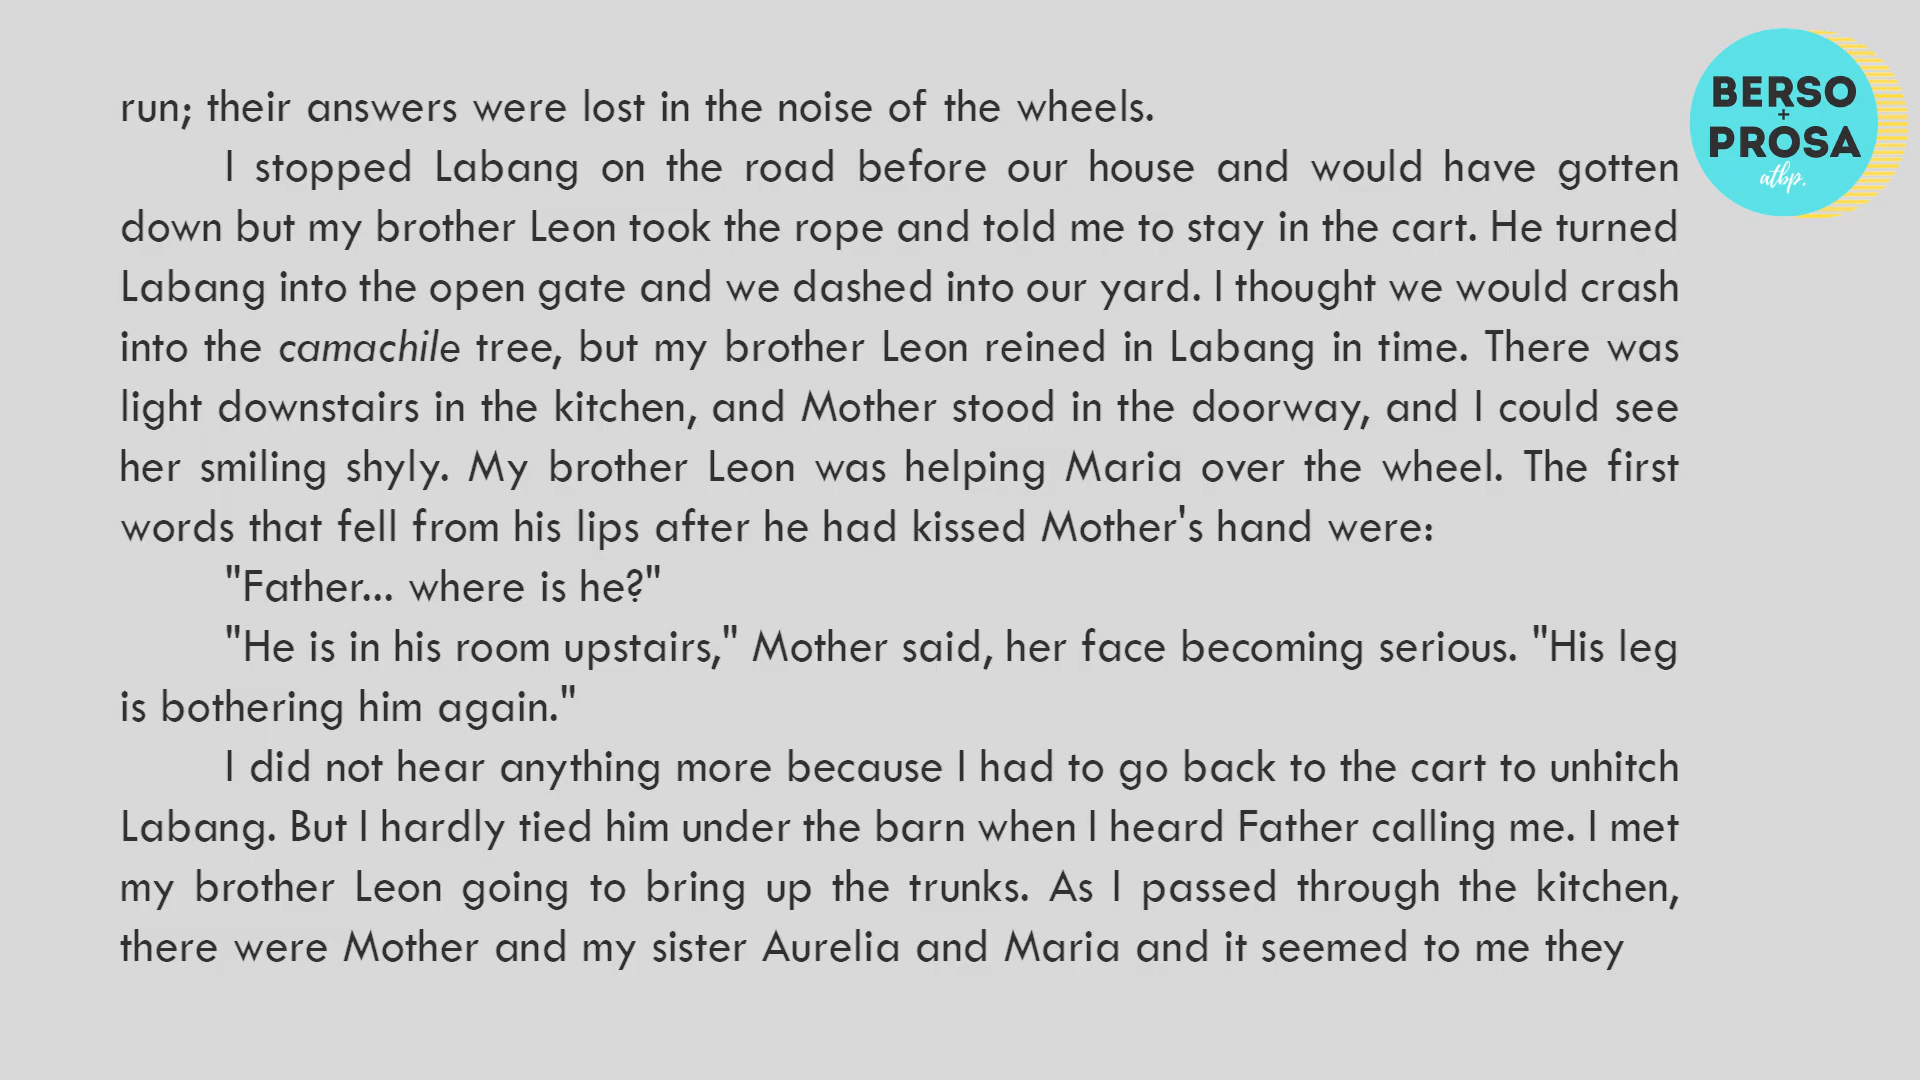 run; their answers were lost in the noise of the wheels.
I stopped Labang on the road before our house and would have gotten
down but my brother Leon took the rope and told me to stay in the cart. He turned
Labang into the open gate and we dashed into our yard. I thought we would crash
into the camachile tree, but my brother Leon reined in Labang in time. There was
light downstairs in the kitchen, and Mother stood in the doorway, and I could see
her smiling shyly. My brother Leon was helping Maria over the wheel. The first
words that fell from his lips after he had kissed Mother's hand were:
"Father... where is he?"
"He is in his room upstairs," Mother said, her face becoming serious. "His leg
is bothering him again."
I did not hear anything more because I had to go back to the cart to unhitch
Labang. But I hardly tied him under the barn when I heard Father calling me. I met
my brother Leon going to bring up the trunks. As I passed through the kitchen,
there were Mother and my sister Aurelia and Maria and it seemed to me they
BERSO
+
PROSA
atbp.